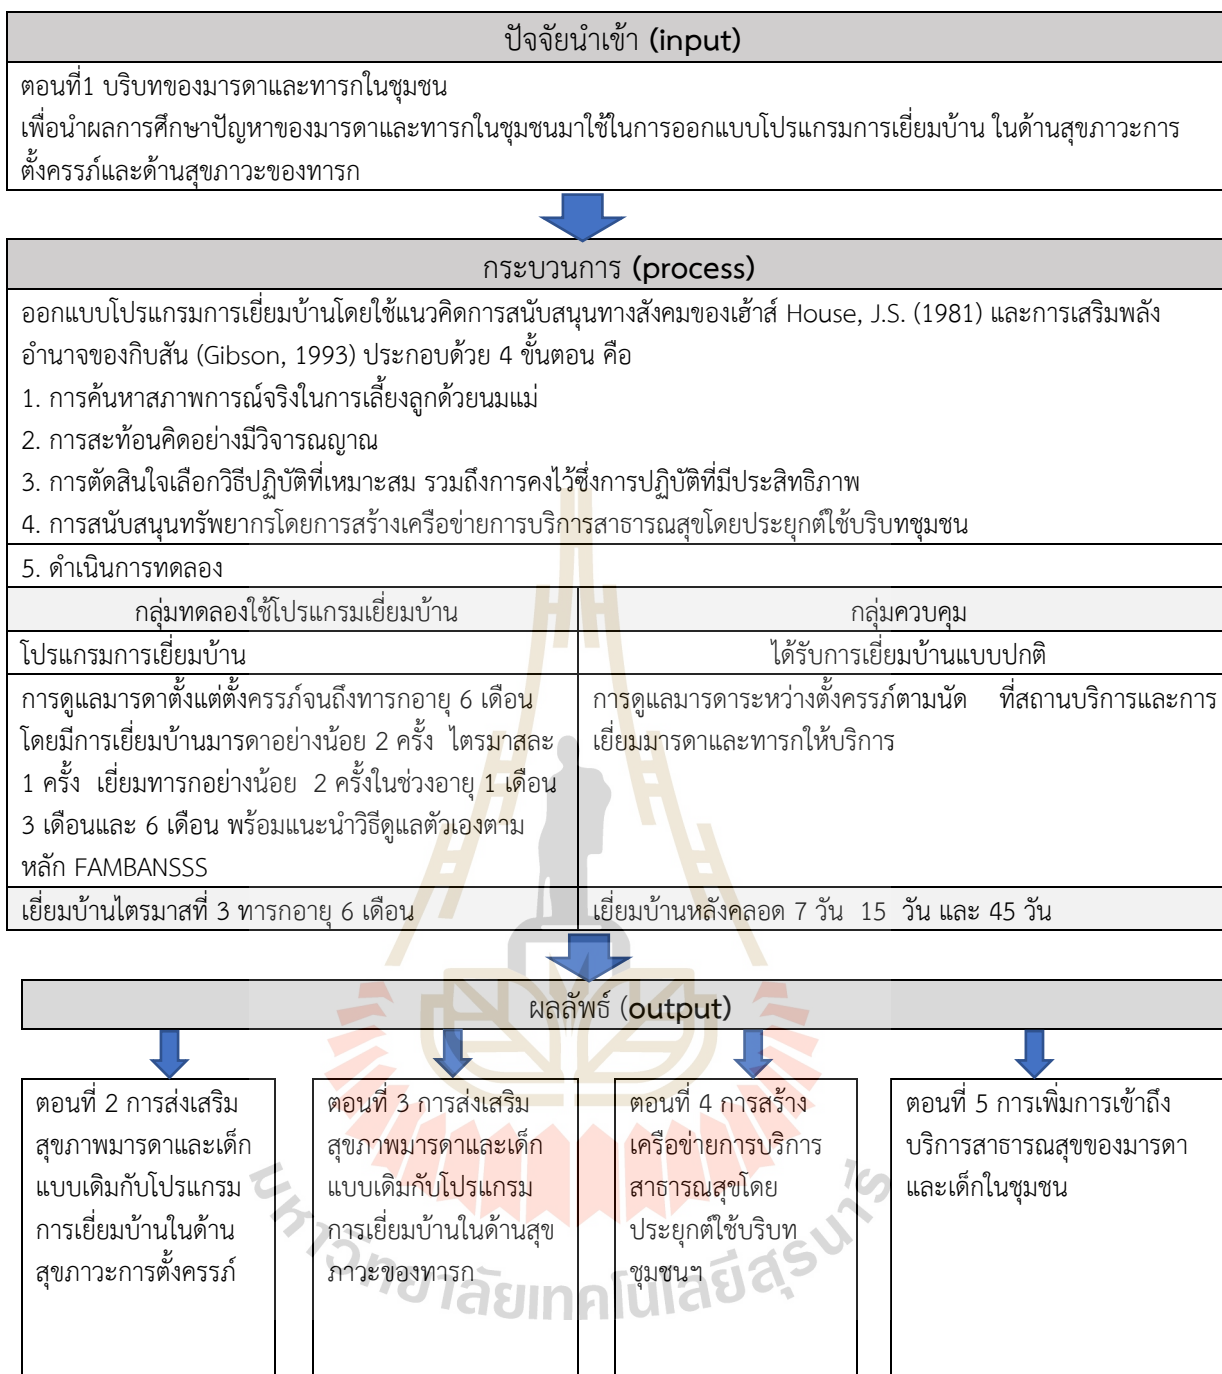 ปัจจัยนำเข้า (input)
ตอนที่1 บริบทของมารดาและทารกในชุมชน
เพื่อนำผลการศึกษาปัญหาของมารดาและทารกในชุมชนมาใช้ในการออกแบบโปรแกรมการเยี่ยมบ้าน ในด้านสุขภาวะการ
ตั้งครรภ์และด้านสุขภาวะของทารก
กระบวนการ (process)
ออกแบบโปรแกรมการเยี่ยมบ้านโดยใช้แนวคิดการสนับสนุนทางสังคมของเฮ้าส์ House, J.S. (1981) และการเสริมพลัง
อำนาจของกิบสัน (Gibson, 1993) ประกอบด้วย 4 ขั้นตอน คือ
1. การค้นหาสภาพการณ์จริงในการเลี้ยงลูกด้วยนมแม่
2. การสะท้อนคิดอย่างมีวิจารณญาณ
3. การตัดสินใจเลือกวิธีปฏิบัติที่เหมาะสม รวมถึงการคงไว้ซึ่งการปฏิบัติที่มีประสิทธิภาพ
4. การสนับสนุนทรัพยากรโดยการสร้างเครือข่ายการบริการสาธารณสุขโดยประยุกต์ใช้บริบทชุมชน
5. ดำเนินการทดลอง
กลุ่มทดลองใช้โปรแกรมเยี่ยมบ้าน
กลุ่มควบคุม
โปรแกรมการเยี่ยมบ้าน
ได้รับการเยี่ยมบ้านแบบปกติ
การดูแลมารดาตั้งแต่ตั้งครรภ์จนถึงทารกอายุ 6 เดือน
โดยมีการเยี่ยมบ้านมารดาอย่างน้อย 2 ครั้ง ไตรมาสละ
1 ครั้ง เยี่ยมทารกอย่างน้อย 2 ครั้งในช่วงอายุ 1 เดือน
3 เดือนและ 6 เดือน พร้อมแนะนำวิธีดูแลตัวเองตาม
หลัก FAMBANSSS
การดูแลมารดาระหว่างตั้งครรภ์ตามนัด ที่สถานบริการและการ
เยี่ยมมารดาและทารกให้บริการ
เยี่ยมบ้านไตรมาสที่ 3 ทารกอายุ 6 เดือน
เยี่ยมบ้านหลังคลอด 7 วัน 15 วัน และ 45 วัน
ผลลัพธ์ (output)
ตอนที่ 2 การส่งเสริม
สุขภาพมารดาและเด็ก
แบบเดิมกับโปรแกรม
การเยี่ยมบ้านในด้าน
สุขภาวะการตั้งครรภ์
ตอนที่ 3 การส่งเสริม
สุขภาพมารดาและเด็ก
แบบเดิมกับโปรแกรม
การเยี่ยมบ้านในด้านสุข
ภาวะของทารก
ตอนที่ 4 การสร้าง
เครือข่ายการบริการ
สาธารณสุขโดย
ประยุกต์ใช้บริบท
ชุมชนฯ
ตอนที่ 5 การเพิ่มการเข้าถึง
บริการสาธารณสุขของมารดา
และเด็กในชุมชน
มหาวิทยาลัยเทคโนโลยีสุรนารี